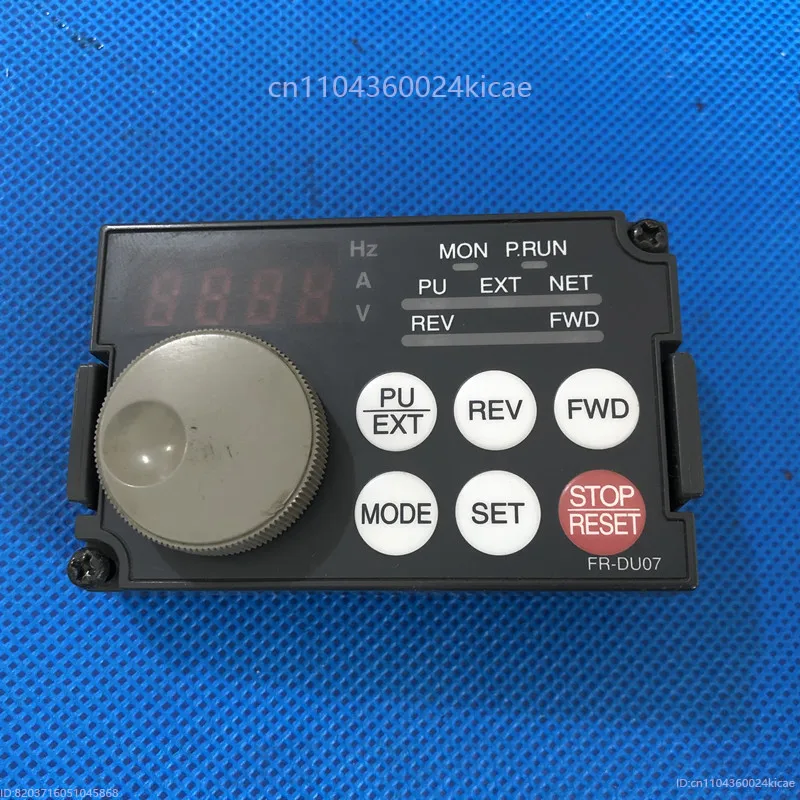 cn1104360024kicae
Hz
MON P.RUN
A
PU EXT NET
V
REV FWD
PU
EXT
REV
FWD
MODE
SET
STOP
RESET
FR-DU07
ID:8203716051045868
ID:cn1104360024kicae